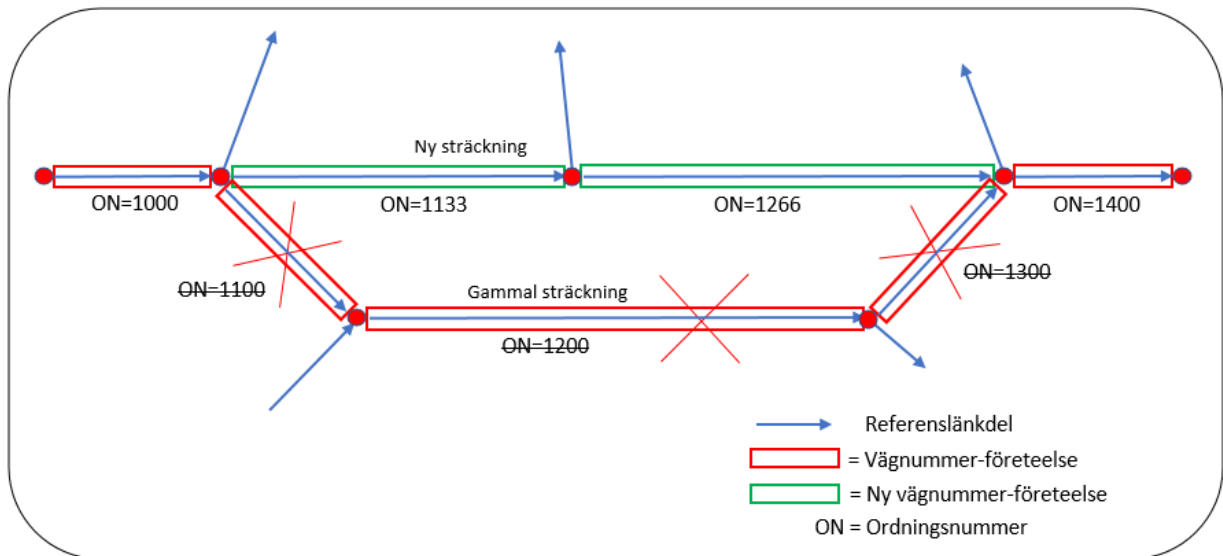 Ny sträckning
ON=1000
ON=1133
ON=1266
ON=1400
ON=1100
ON=1300
Gammal sträckning
ON=1200
Referenslänkdel
= Vägnummer-företeelse
= Ny vägnummer-företeelse
ON = Ordningsnummer